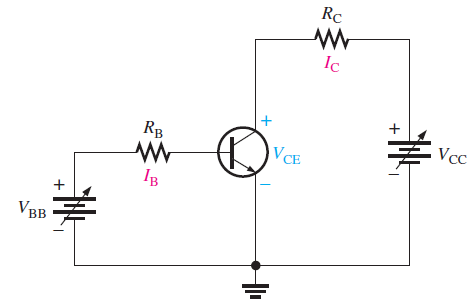 R_C
I_C
+
R_B
+
V_CE
I_B
−
+
V_CC
−
+
V_BB
−